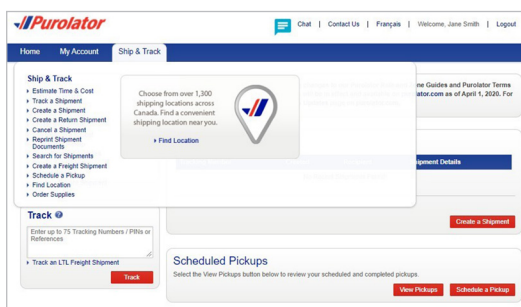 Purolator
Chat | Contact Us | Français | Welcome, Jane Smith | Logout
Home My Account Ship & Track
Ship & Track
Estimate Time & Cost
Track a Shipment
Create a Shipment
Create a Return Shipment
Cancel a Shipment
Reprint Shipment
Documents
Search for Shipments
Create a Freight Shipment
Schedule a Pickup
Find Location
Order Supplies
Choose from over 1,300
shipping locations across
Canada. Find a convenient
shipping location near you.
Find Location
ne Guides and Purolator Terms
lator.com as of April 1, 2020. For
ipment Details
Create a Shipment
Track
Enter up to 75 Tracking Numbers / PINs or
References
Track an LTL Freight Shipment
Track
Scheduled Pickups
Select the View Pickups button below to review your scheduled and completed pickups.
View Pickups Schedule a Pickup